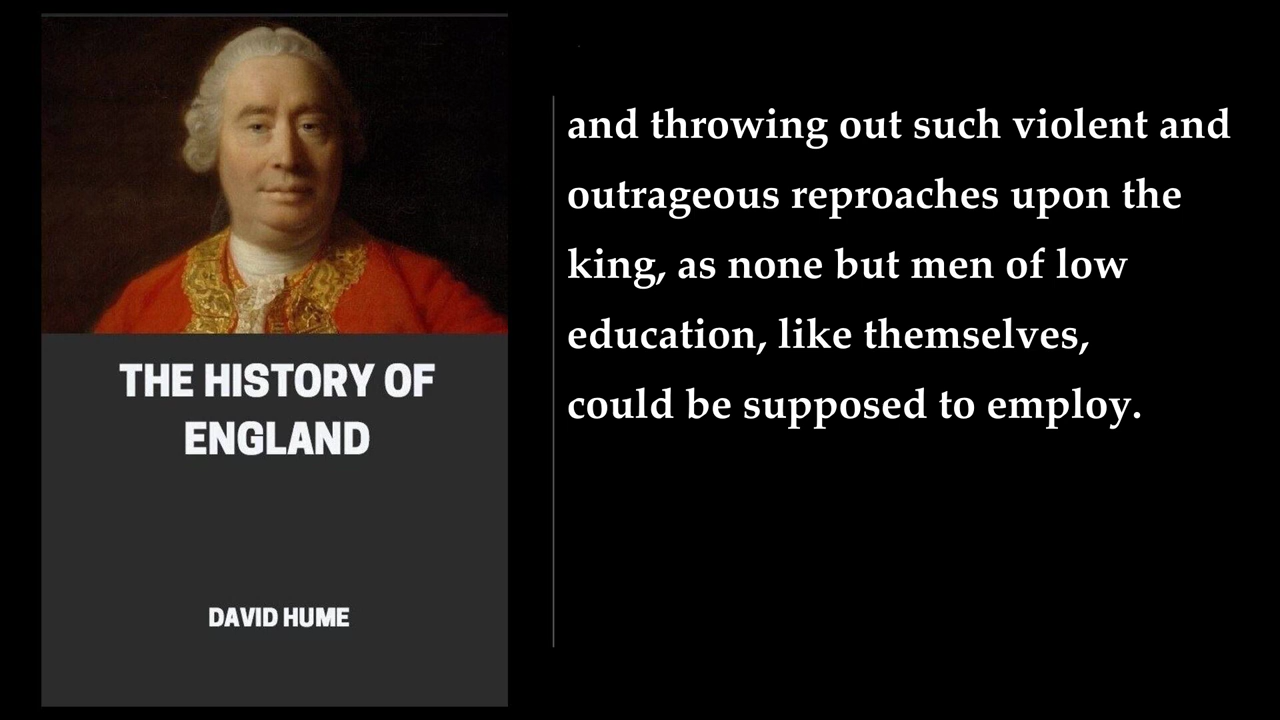 THE HISTORY OF
ENGLAND
DAVID HUME
and throwing out such violent and
outrageous reproaches upon the
king, as none but men of low
education, like themselves,
could be supposed to employ.